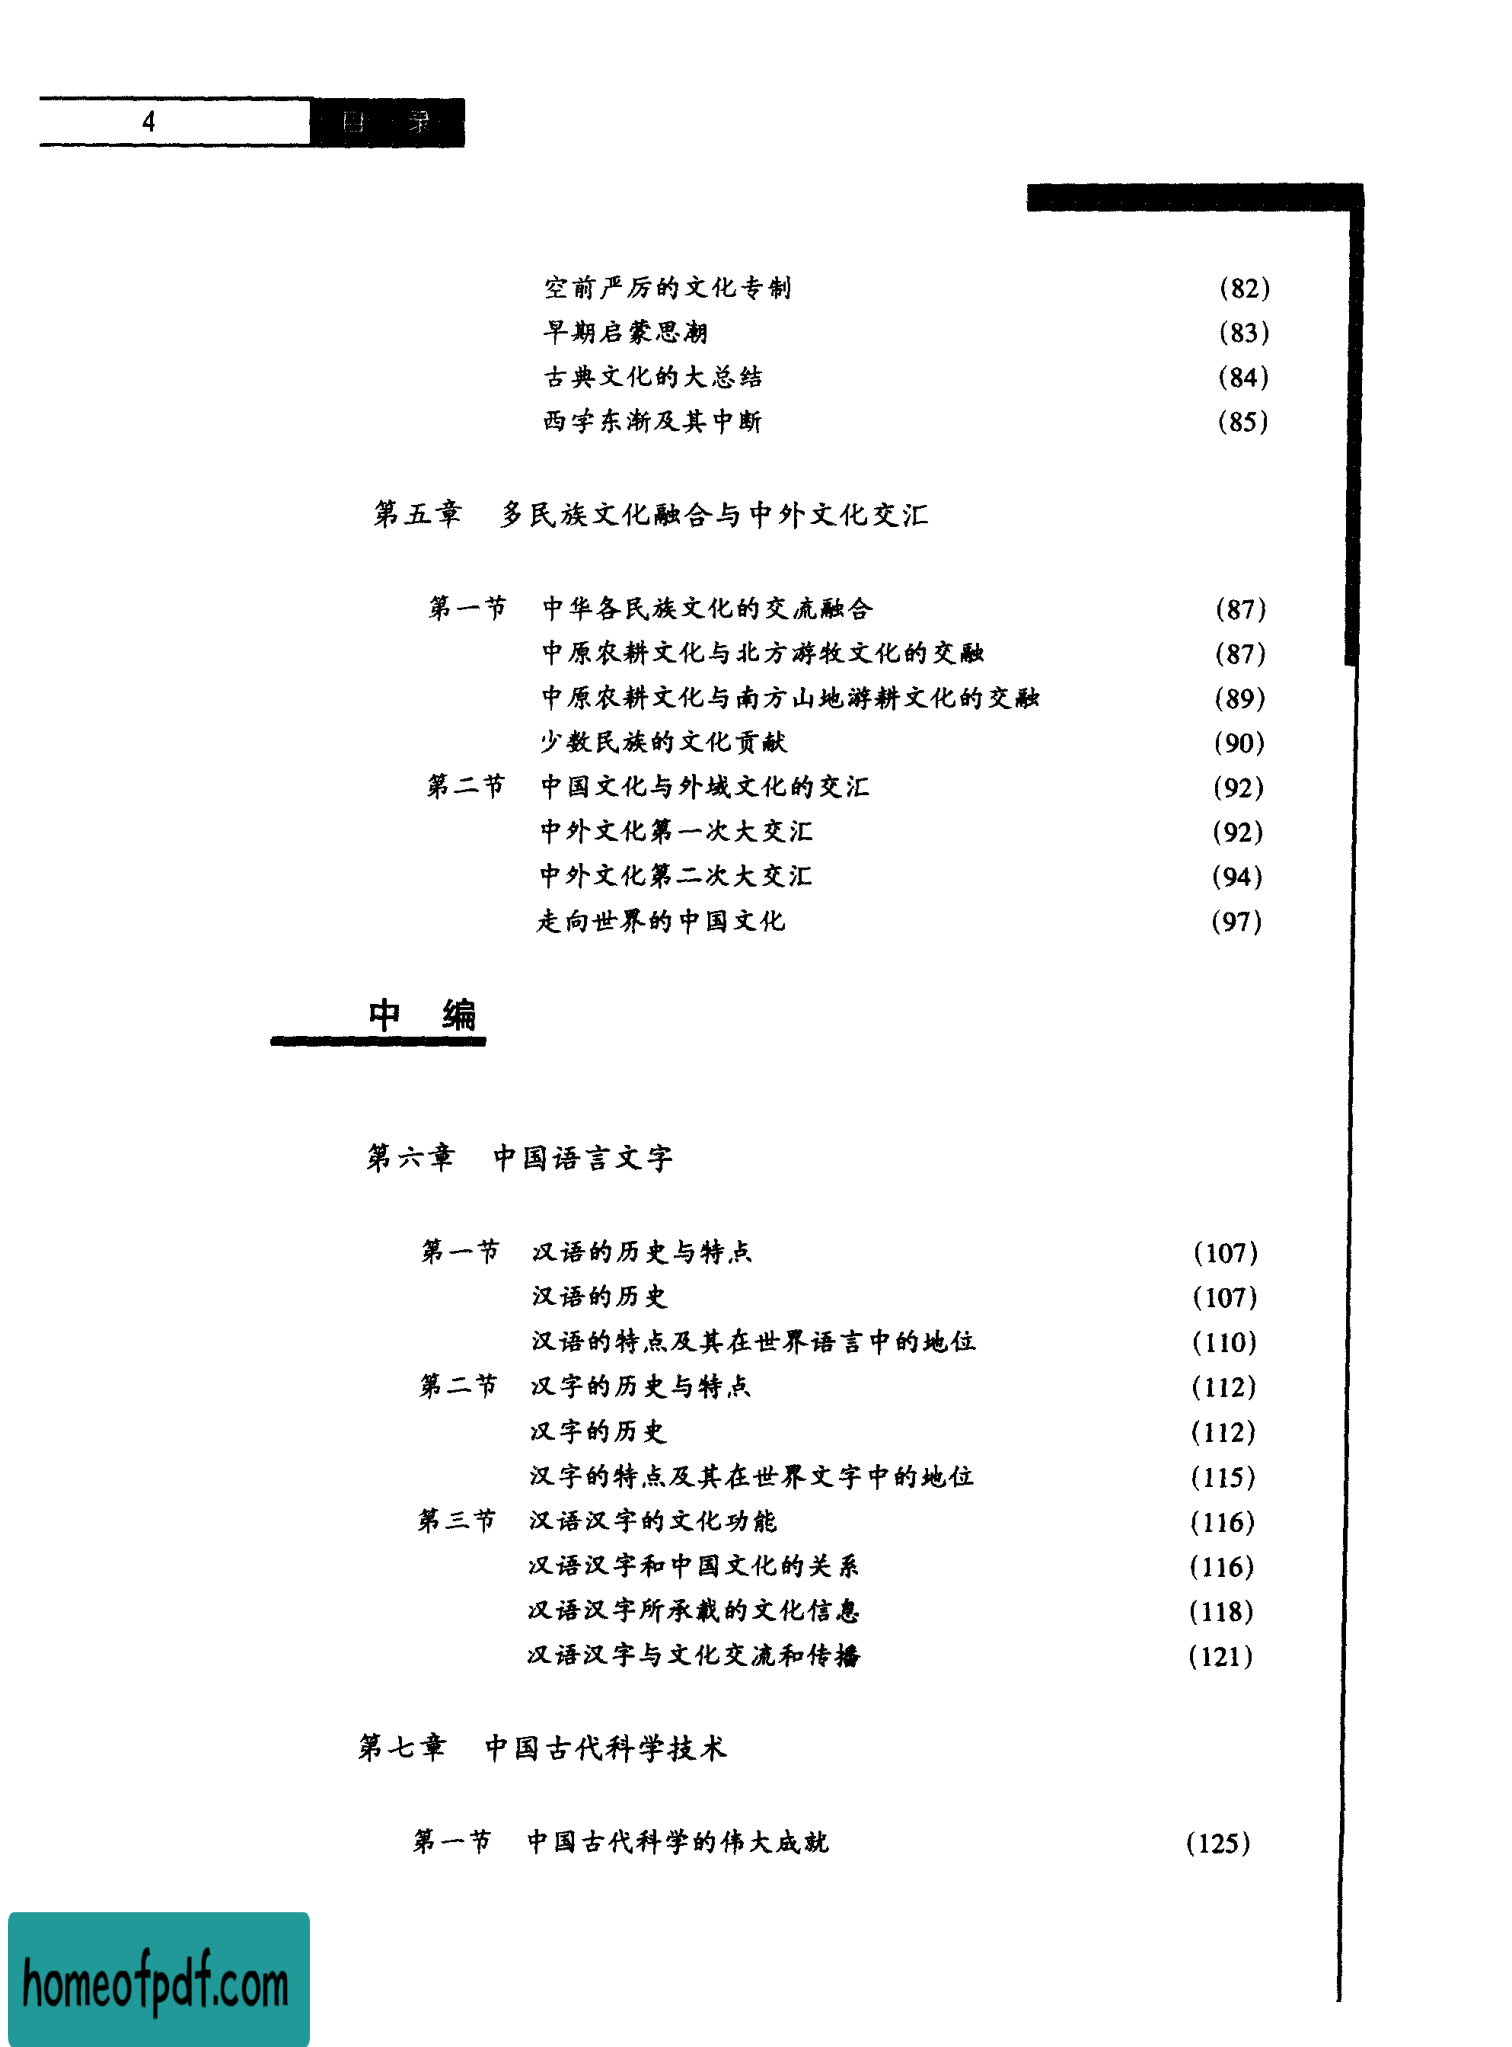 4 目 录
空前严厉的文化专制 (82)
早期启蒙思潮 (83)
古典文化的大总结 (84)
西学东渐及其中断 (85)
第五章 多民族文化融合与中外文化交汇
第一节 中华各民族文化的交流融合 (87)
中原农耕文化与北方游牧文化的交融 (87)
中原农耕文化与南方山地游耕文化的交融 (89)
少数民族的文化贡献 (90)
第二节 中国文化与外域文化的交汇 (92)
中外文化第一次大交汇 (92)
中外文化第二次大交汇 (94)
走向世界的中国文化 (97)
中 编
第六章 中国语言文字
第一节 汉语的历史与特点 (107)
汉语的历史 (107)
汉语的特点及其在世界语言中的地位 (110)
第二节 汉字的历史与特点 (112)
汉字的历史 (112)
汉字的特点及其在世界文字中的地位 (115)
第三节 汉语汉字的文化功能 (116)
汉语汉字和中国文化的关系 (116)
汉语汉字所承载的文化信息 (118)
汉语汉字与文化交流和传播 (121)
第七章 中国古代科学技术
第一节 中国古代科学的伟大成就 (125)
homeofpdf.com